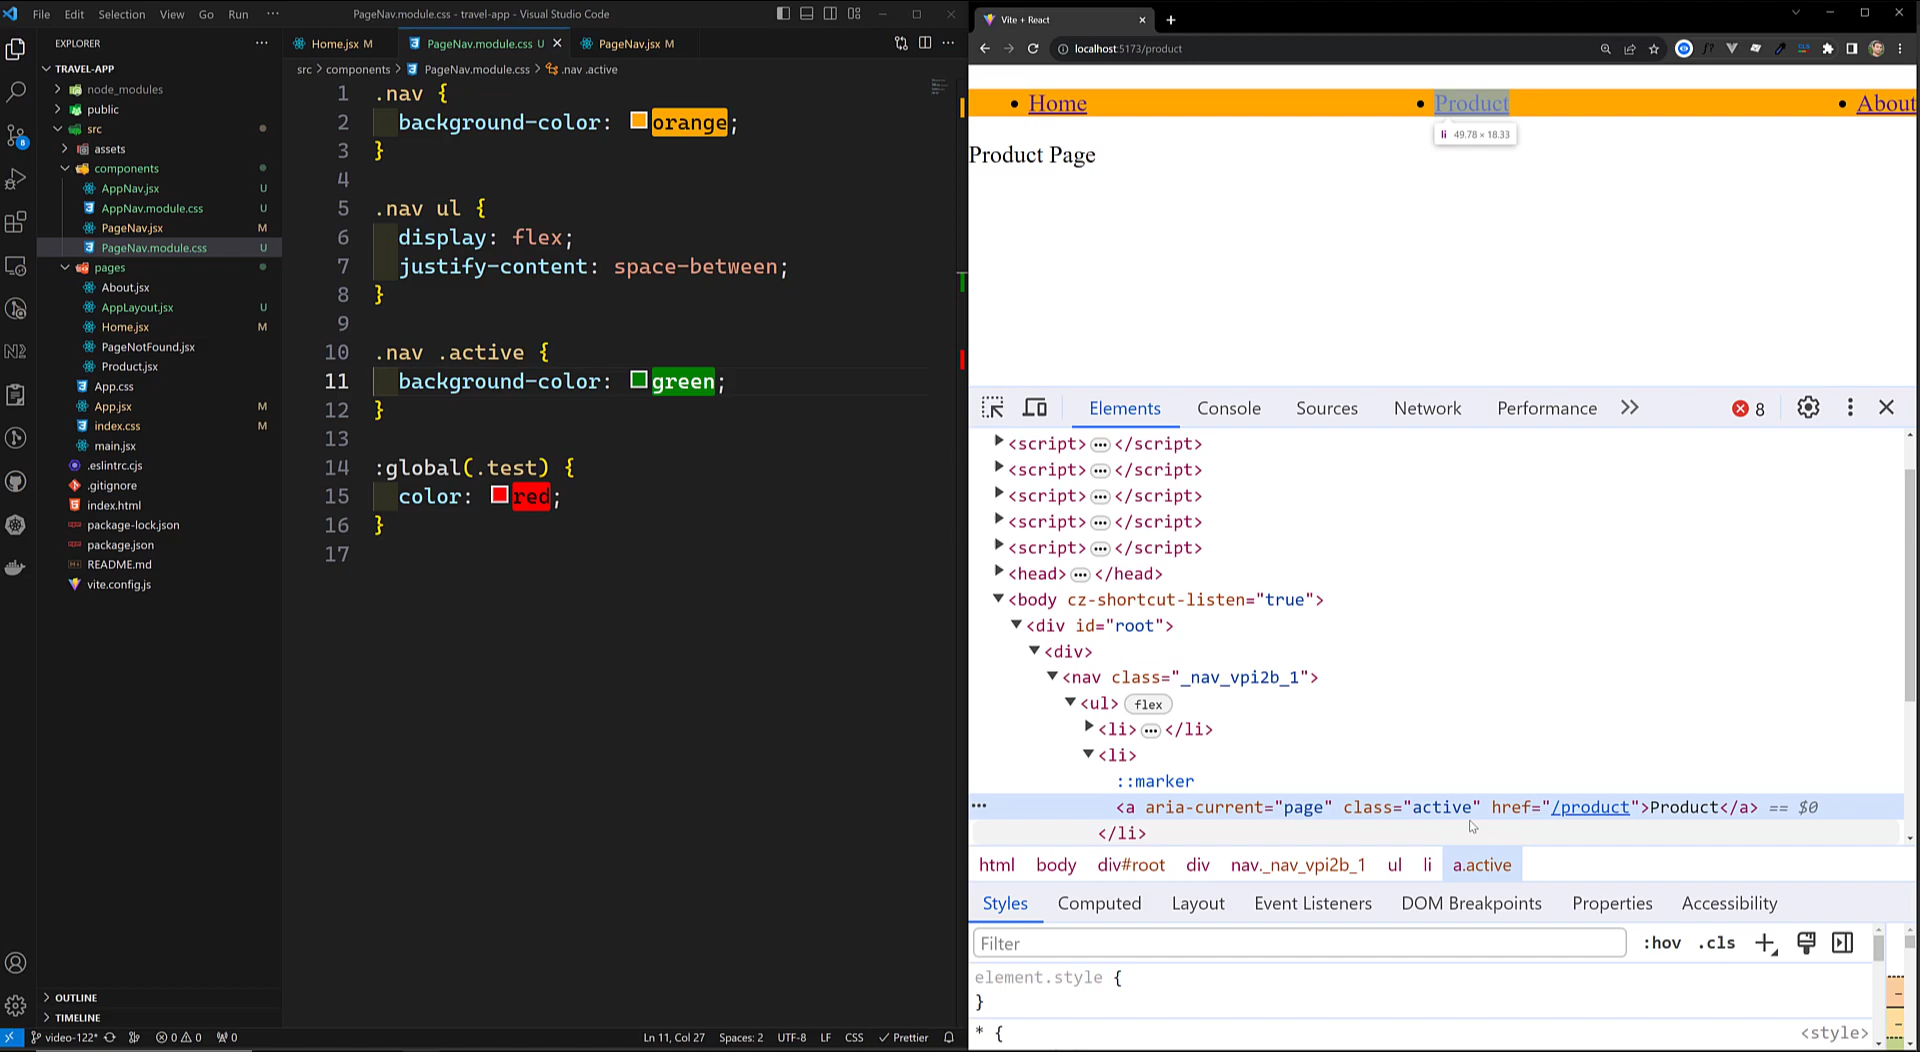 File Edit Selection View Go Run ···
PageNav.module.css - travel-app - Visual Studio Code
EXPLORER
TRAVEL-APP
node_modules
public
src
assets
components
AppNav.jsx U
AppNav.module.css U
PageNav.jsx M
PageNav.module.css U
pages
About.jsx
AppLayout.jsx U
Home.jsx M
PageNotFound.jsx
Product.jsx
App.css
App.jsx M
index.css M
main.jsx
.eslintrc.cjs
.gitignore
index.html
package-lock.json
package.json
README.md
vite.config.js
OUTLINE
TIMELINE
Home.jsx M
PageNav.module.css U
PageNav.jsx M
src > components > PageNav.module.css > .nav .active
1 .nav {
2 background-color: orange;
3 }
4
5 .nav ul {
6 display: flex;
7 justify-content: space-between;
8 }
9
10 .nav .active {
11 background-color: green;
12 }
13
14 :global(.test) {
15 color: red;
16 }
17
video-122* 0 0 0
Ln 11, Col 27 Spaces: 2 UTF-8 LF CSS Prettier
Vite + React
localhost:5173/product
Home
Product
About
li 49.78 × 18.33
Product Page
Elements Console Sources Network Performance 8
<script> ··· </script>
<script> ··· </script>
<script> ··· </script>
<script> ··· </script>
<script> ··· </script>
<head> ··· </head>
<body cz-shortcut-listen="true">
<div id="root">
<div>
<nav class="_nav_vpi2b_1">
<ul> flex
<li> ··· </li>
<li>
::marker
<a aria-current="page" class="active" href="/product">Product</a> == $0
</li>
html body div#root div nav._nav_vpi2b_1 ul li a.active
Styles Computed Layout Event Listeners DOM Breakpoints Properties Accessibility
Filter :hov .cls
element.style {
}
* { <style>